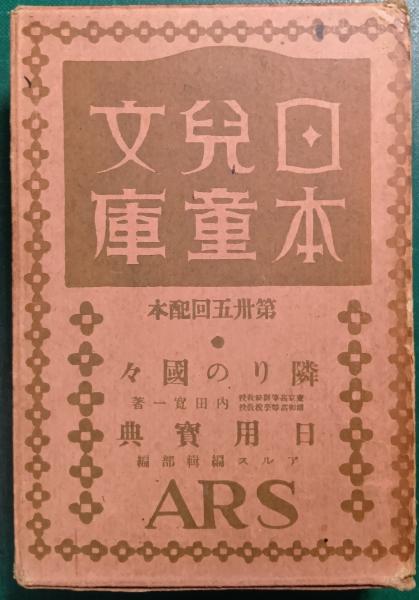 日本
兒童
文庫
第卅五回配本
隣りの國々
内田寛一著
日用寶典
アルス編輯部編
ARS